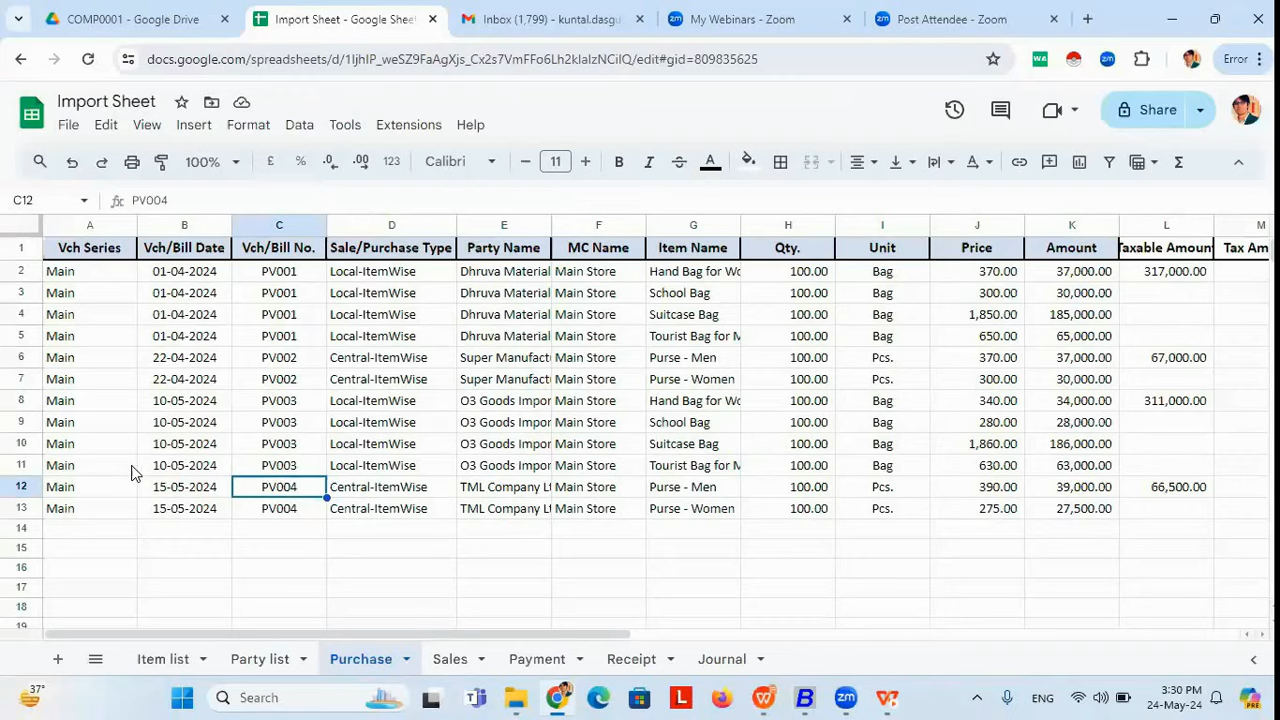 COMP0001 - Google Drive
Import Sheet - Google Shee
Inbox (1,799) - kuntal.dasg
My Webinars - Zoom
Post Attendee - Zoom
Error
Import Sheet
File Edit View Insert Format Data Tools Extensions Help
Share
100% £ % .0 .00 123 Calibri 11 B I A
C12 PV004
A B C D E F G H I J K L M
1 Vch Series Vch/Bill Date Vch/Bill No. Sale/Purchase Type Party Name MC Name Item Name Qty. Unit Price Amount Taxable Amoun Tax Am
2 Main 01-04-2024 PV001 Local-ItemWise Dhruva Material Main Store Hand Bag for Wo 100.00 Bag 370.00 37,000.00 317,000.00
3 Main 01-04-2024 PV001 Local-ItemWise Dhruva Material Main Store School Bag 100.00 Bag 300.00 30,000.00
4 Main 01-04-2024 PV001 Local-ItemWise Dhruva Material Main Store Suitcase Bag 100.00 Bag 1,850.00 185,000.00
5 Main 01-04-2024 PV001 Local-ItemWise Dhruva Material Main Store Tourist Bag for M 100.00 Bag 650.00 65,000.00
6 Main 22-04-2024 PV002 Central-ItemWise Super Manufact Main Store Purse - Men 100.00 Pcs. 370.00 37,000.00 67,000.00
7 Main 22-04-2024 PV002 Central-ItemWise Super Manufact Main Store Purse - Women 100.00 Pcs. 300.00 30,000.00
8 Main 10-05-2024 PV003 Local-ItemWise O3 Goods Impor Main Store Hand Bag for Wo 100.00 Bag 340.00 34,000.00 311,000.00
9 Main 10-05-2024 PV003 Local-ItemWise O3 Goods Impor Main Store School Bag 100.00 Bag 280.00 28,000.00
10 Main 10-05-2024 PV003 Local-ItemWise O3 Goods Impor Main Store Suitcase Bag 100.00 Bag 1,860.00 186,000.00
11 Main 10-05-2024 PV003 Local-ItemWise O3 Goods Impor Main Store Tourist Bag for M 100.00 Bag 630.00 63,000.00
12 Main 15-05-2024 PV004 Central-ItemWise TML Company Lt Main Store Purse - Men 100.00 Pcs. 390.00 39,000.00 66,500.00
13 Main 15-05-2024 PV004 Central-ItemWise TML Company Lt Main Store Purse - Women 100.00 Pcs. 275.00 27,500.00
14
15
16
17
18
19
Item list Party list Purchase Sales Payment Receipt Journal
37° Search ENG 3:30 PM
24-May-24